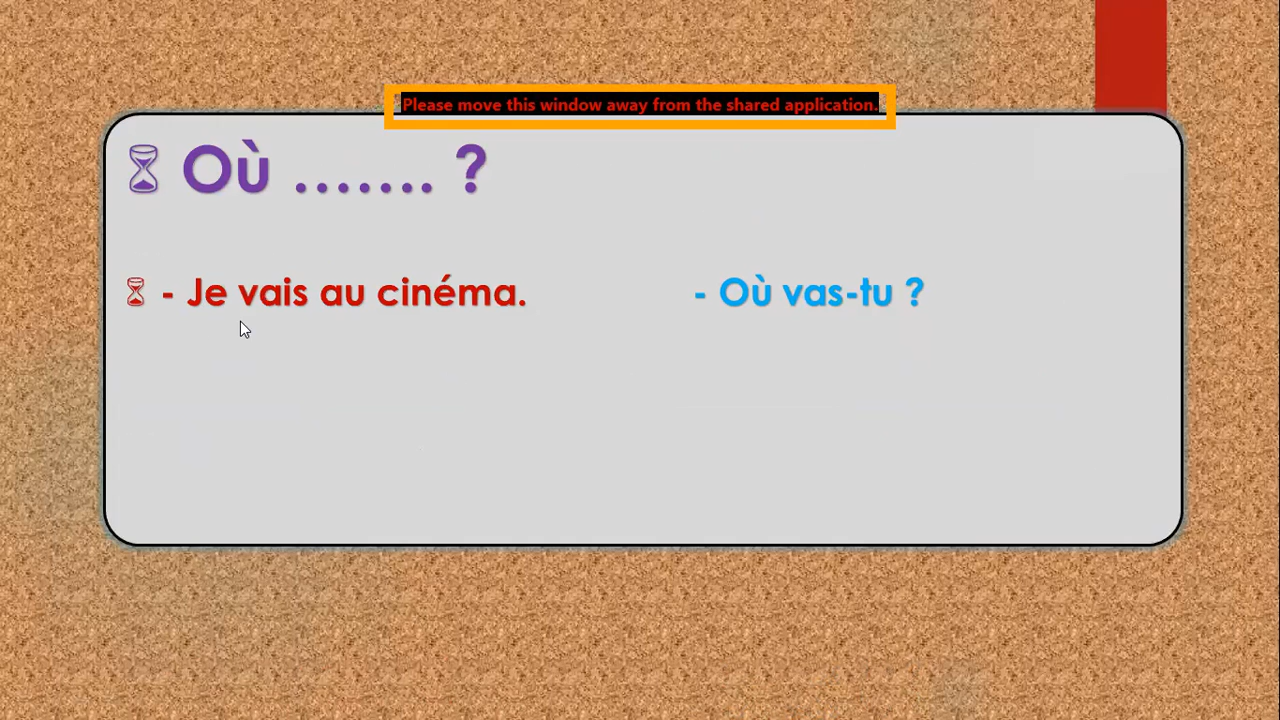 Please move this window away from the shared application.
Où ....... ?
- Je vais au cinéma.
- Où vas-tu ?